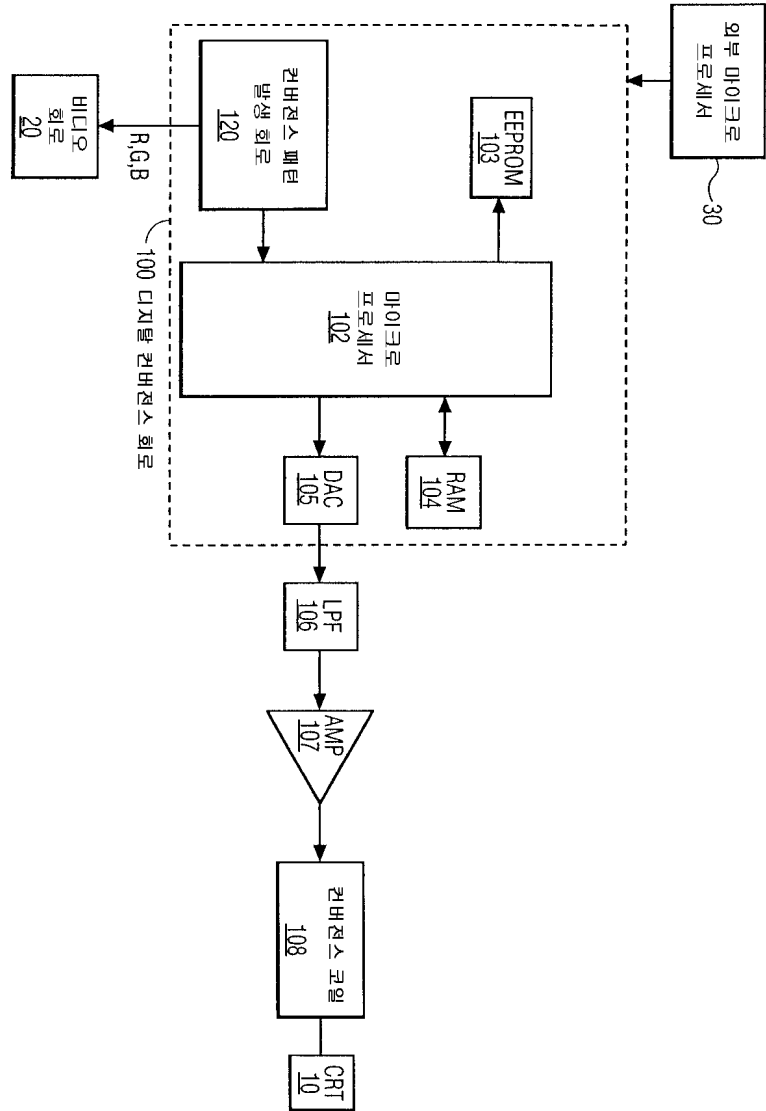 외부 마이크로
프로세서
30
EEPROM
103
RAM
104
마이크로
프로세서
102
컨버전스 패턴
발생 회로
120
DAC
105
LPF
106
AMP
107
컨버전스 코일
108
CRT
10
R,G,B
비디오
회로
20
100 디지탈 컨버젼스 회로